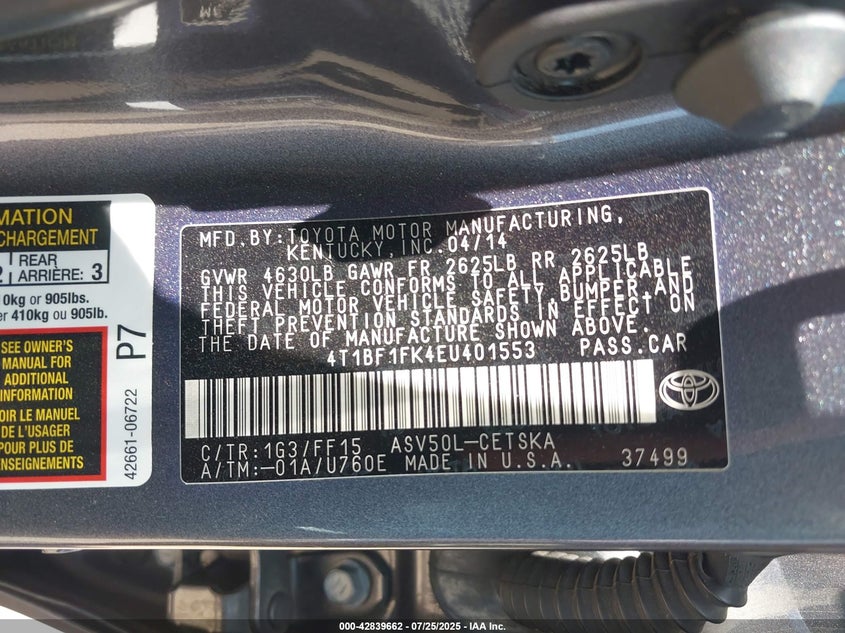 MATION
CHARGEMENT
REAR
ARRIÈRE: 3
0kg or 905lbs.
er 410kg ou 905lb.
SEE OWNER'S
MANUAL FOR
ADDITIONAL
INFORMATION
OIR LE MANUEL
DE L'USAGER
POUR PLUS DE
RENSEIGNEMENTS
P7
42661-06722
MFD.BY:TOYOTA MOTOR MANUFACTURING,
KENTUCKY, INC. 04/14
GVWR 4630LB GAWR FR 2625LB RR 2625LB
THIS VEHICLE CONFORMS TO ALL APPLICABLE
FEDERAL MOTOR VEHICLE SAFETY,BUMPER,AND
THEFT PREVENTION STANDARDS IN EFFECT ON
THE DATE OF MANUFACTURE SHOWN ABOVE.
4T1BF1FK4EU401553 PASS.CAR
C/TR:1G3/FF15 ASV50L-CETSKA
A/TM:-01A/U760E MADE IN U.S.A. 37499
TOYOTA
000-42839662 - 07/25/2025 - IAA Inc.